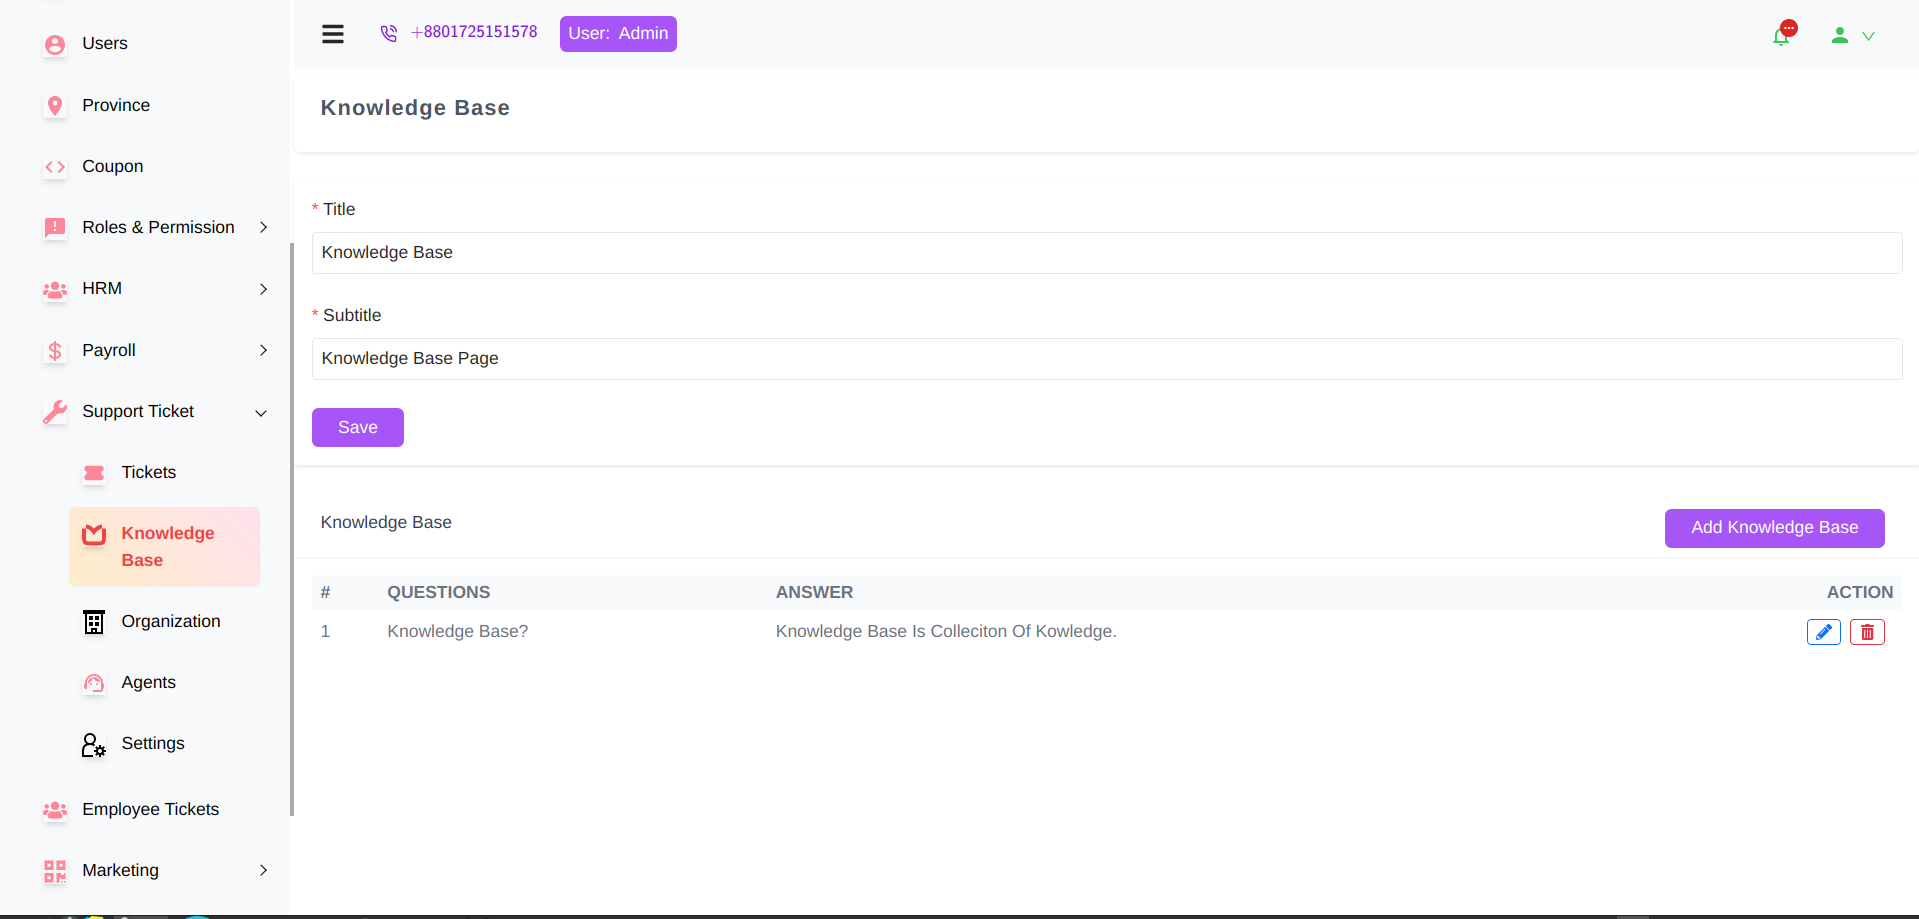 Users
Province
Coupon
Roles & Permission
HRM
Payroll
Support Ticket
Tickets
Knowledge
Base
Organization
Agents
Settings
Employee Tickets
Marketing
+8801725151578
User: Admin
Knowledge Base
* Title
Knowledge Base
* Subtitle
Knowledge Base Page
Save
Knowledge Base
Add Knowledge Base
# QUESTIONS ANSWER ACTION
1 Knowledge Base? Knowledge Base Is Colleciton Of Kowledge.